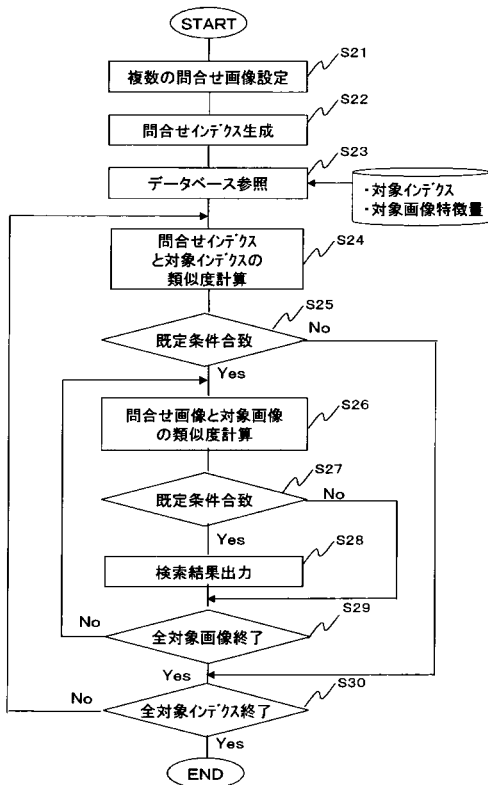 START
S21
複数の問合せ画像設定
S22
問合せインデクス生成
S23
データベース参照
・対象インデクス
・対象画像特徴量
S24
問合せインデクス
と対象インデクスの
類似度計算
S25
既定条件合致
No
Yes
S26
問合せ画像と対象画像
の類似度計算
S27
既定条件合致
No
Yes
S28
検索結果出力
S29
No
全対象画像終了
Yes
S30
No
全対象インデクス終了
Yes
END